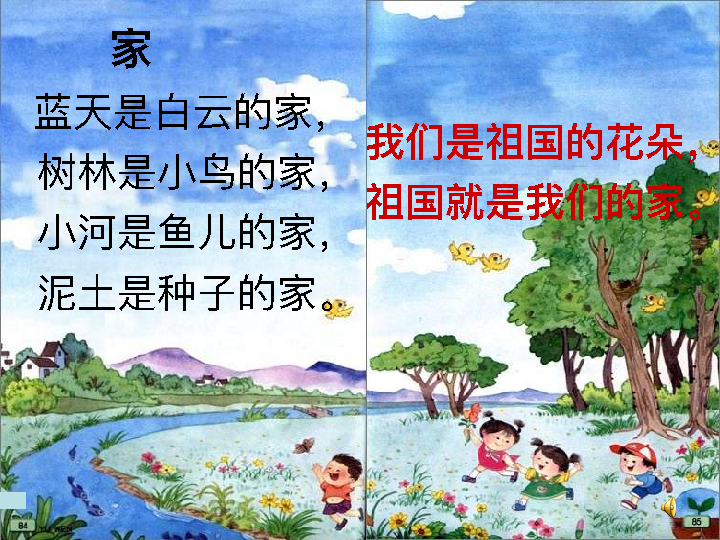 家
蓝天是白云的家，
树林是小鸟的家，
小河是鱼儿的家，
泥土是种子的家。
我们是祖国的花朵，
祖国就是我们的家。
84
85